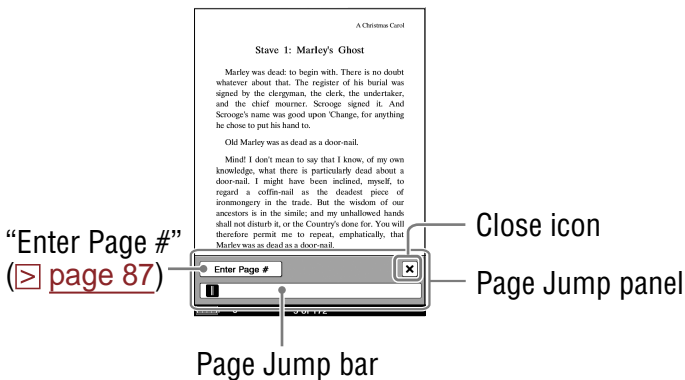 A Christmas Carol
Stave 1: Marley's Ghost
Marley was dead: to begin with. There is no doubt
whatever about that. The register of his burial was
signed by the clergyman, the clerk, the undertaker,
and the chief mourner. Scrooge signed it. And
Scrooge's name was good upon 'Change, for anything
he chose to put his hand to.
Old Marley was as dead as a door-nail.
Mind! I don't mean to say that I know, of my own
knowledge, what there is particularly dead about a
door-nail. I might have been inclined, myself, to
regard a coffin-nail as the deadest piece of
ironmongery in the trade. But the wisdom of our
ancestors is in the simile; and my unhallowed hands
shall not disturb it, or the Country's done for. You will
therefore permit me to repeat, emphatically, that
Marley was as dead as a door-nail.
Close icon
“Enter Page #”
(> page 87)
Enter Page #
Page Jump panel
of 172
Page Jump bar